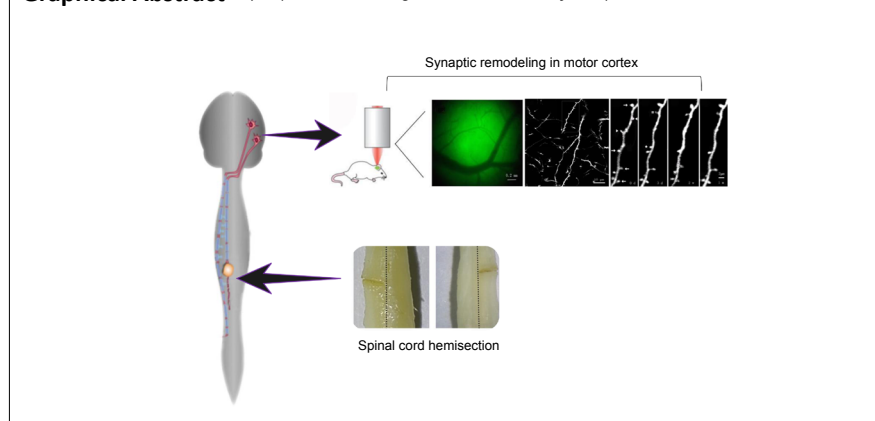 Graphical Abstract
Synaptic remodeling in motor cortex
Spinal cord hemisection